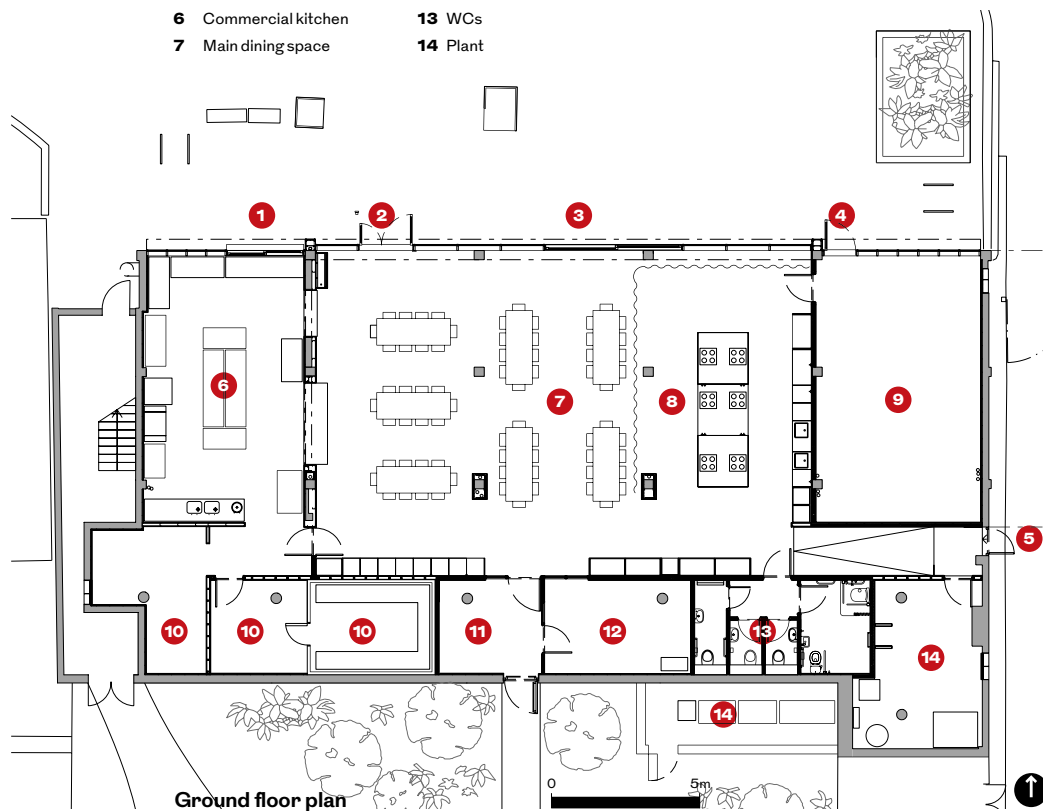 6 Commercial kitchen
7 Main dining space
13 WCs
14 Plant
1 2 3 4
6 7 8 9
5
10 10 10 11 12 13 14
14
0 5m
Ground floor plan